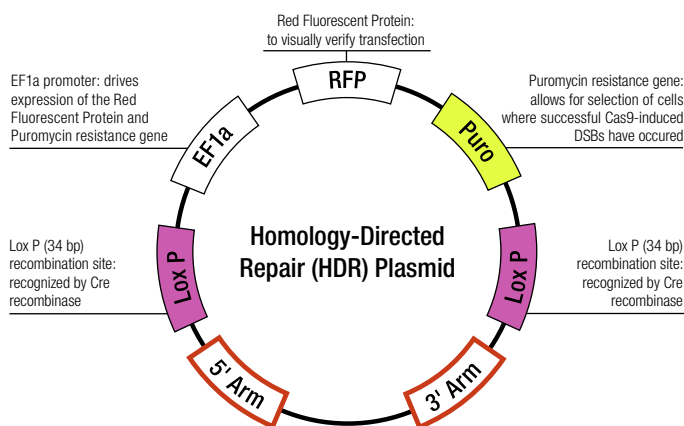 Red Fluorescent Protein:
to visually verify transfection
RFP
EF1a promoter: drives
expression of the Red
Fluorescent Protein and
Puromycin resistance gene
EF1a
Puromycin resistance gene:
allows for selection of cells
where successful Cas9-induced
DSBs have occured
Puro
Homology-Directed
Repair (HDR) Plasmid
Lox P (34 bp)
recombination site:
recognized by Cre
recombinase
Lox P
Lox P
Lox P (34 bp)
recombination site:
recognized by Cre
recombinase
5' Arm
3' Arm